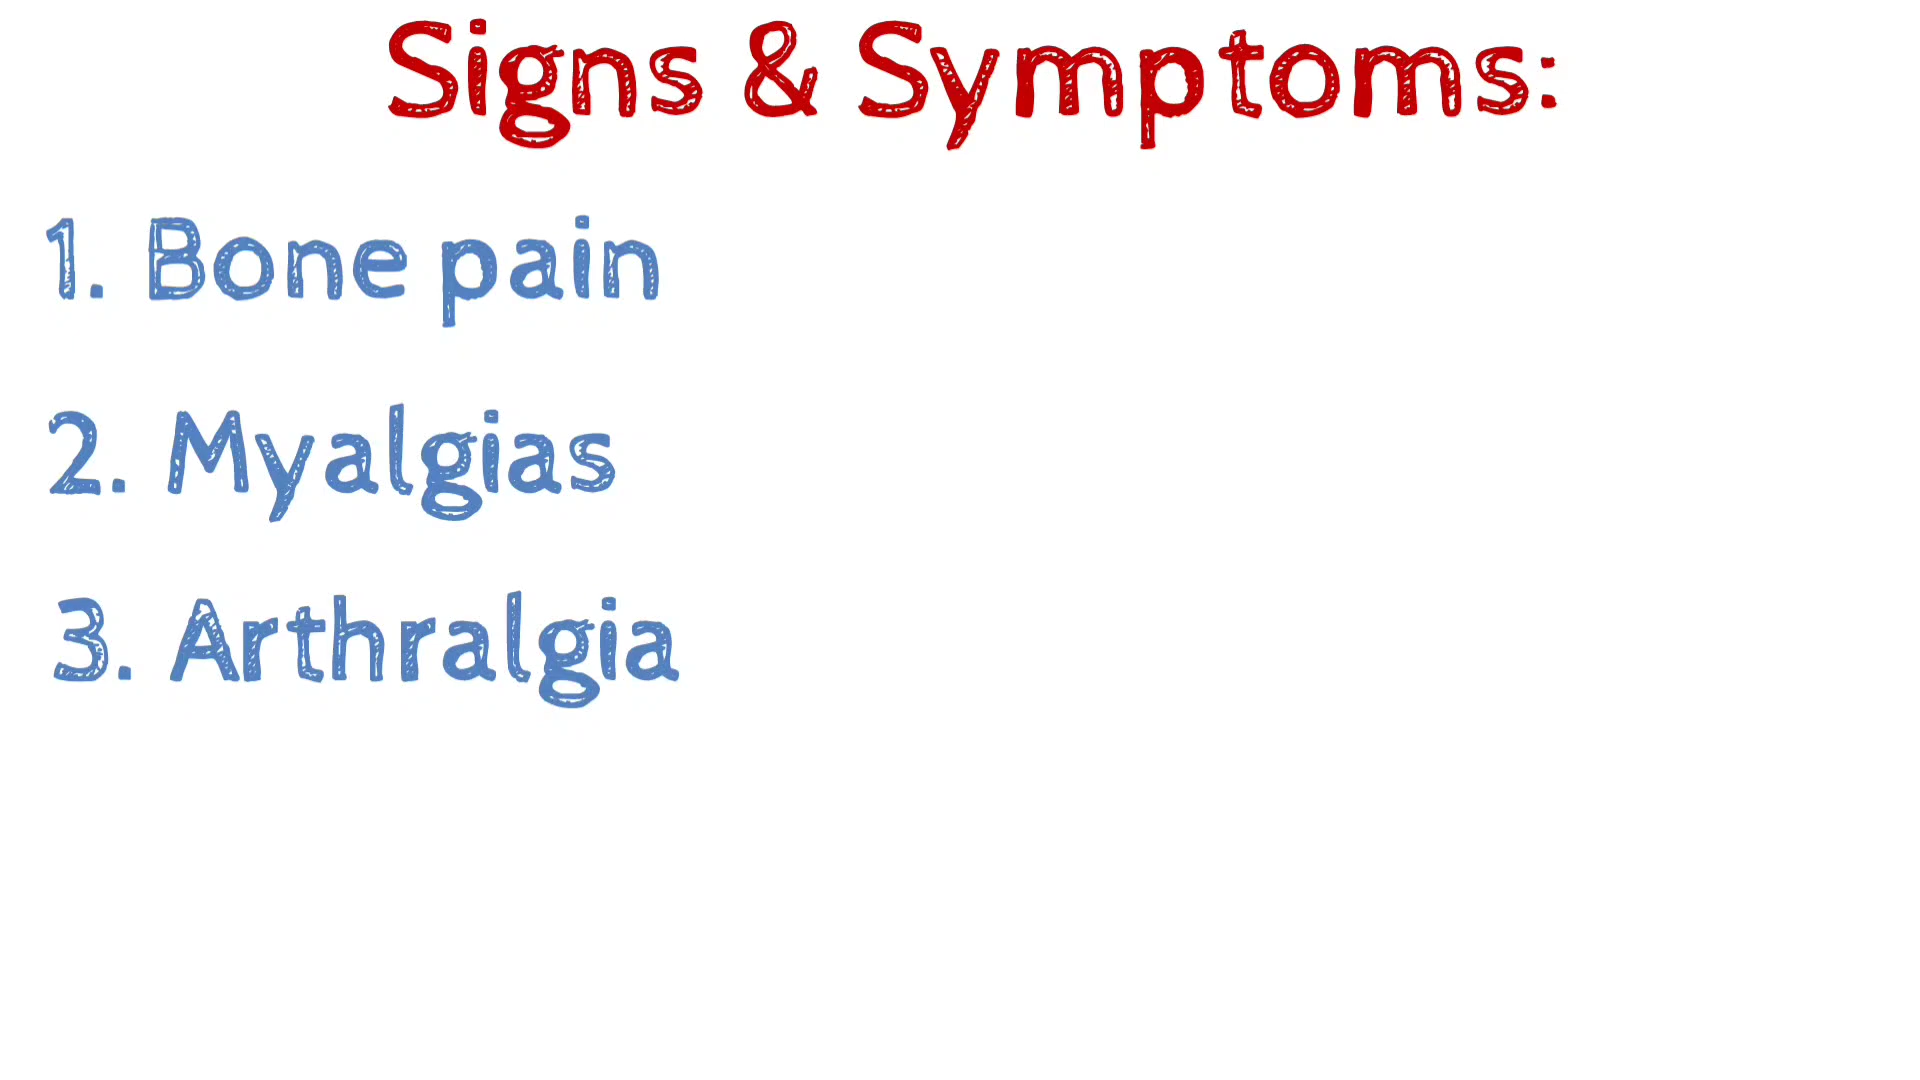 Signs & Symptoms:
1. Bone pain
2. Myalgias
3. Arthralgia